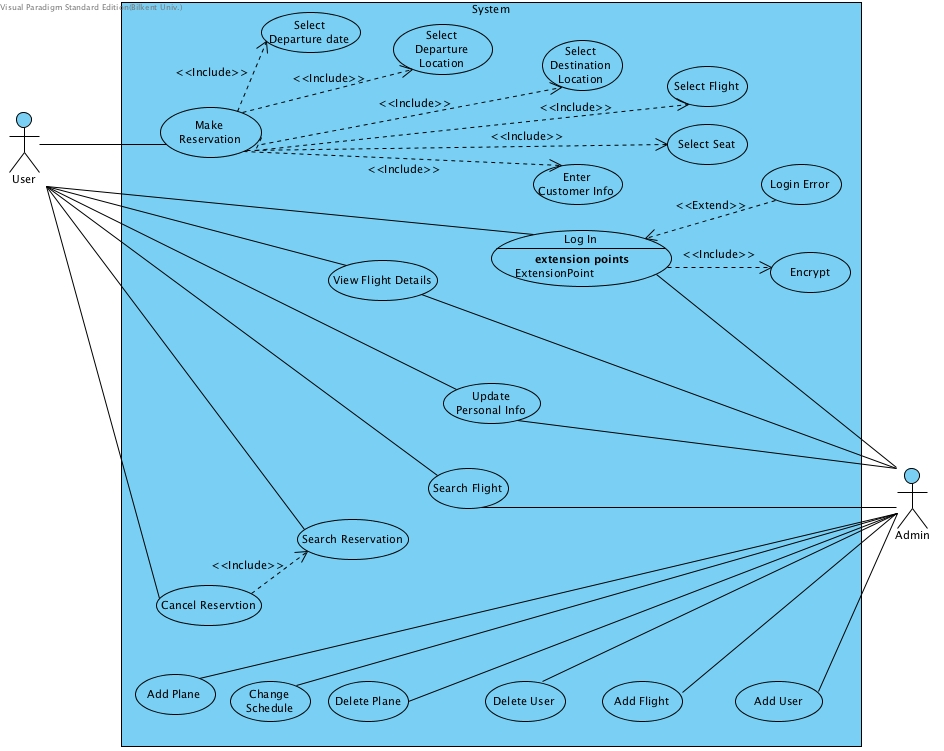 Visual Paradigm Standard Edition(Bilkent Univ.)
System
Select
Departure date
Select
Departure
Location
Select
Destination
Location
<<Include>>
<<Include>>
Select Flight
<<Include>>
<<Include>>
Make
Reservation
<<Include>>
Select Seat
User
<<Include>>
Enter
Customer Info
Login Error
<<Extend>>
Log In
extension points
ExtensionPoint
<<Include>>
Encrypt
View Flight Details
Update
Personal Info
Search Flight
Admin
Search Reservation
<<Include>>
Cancel Reservtion
Add Plane
Change
Schedule
Delete Plane
Delete User
Add Flight
Add User